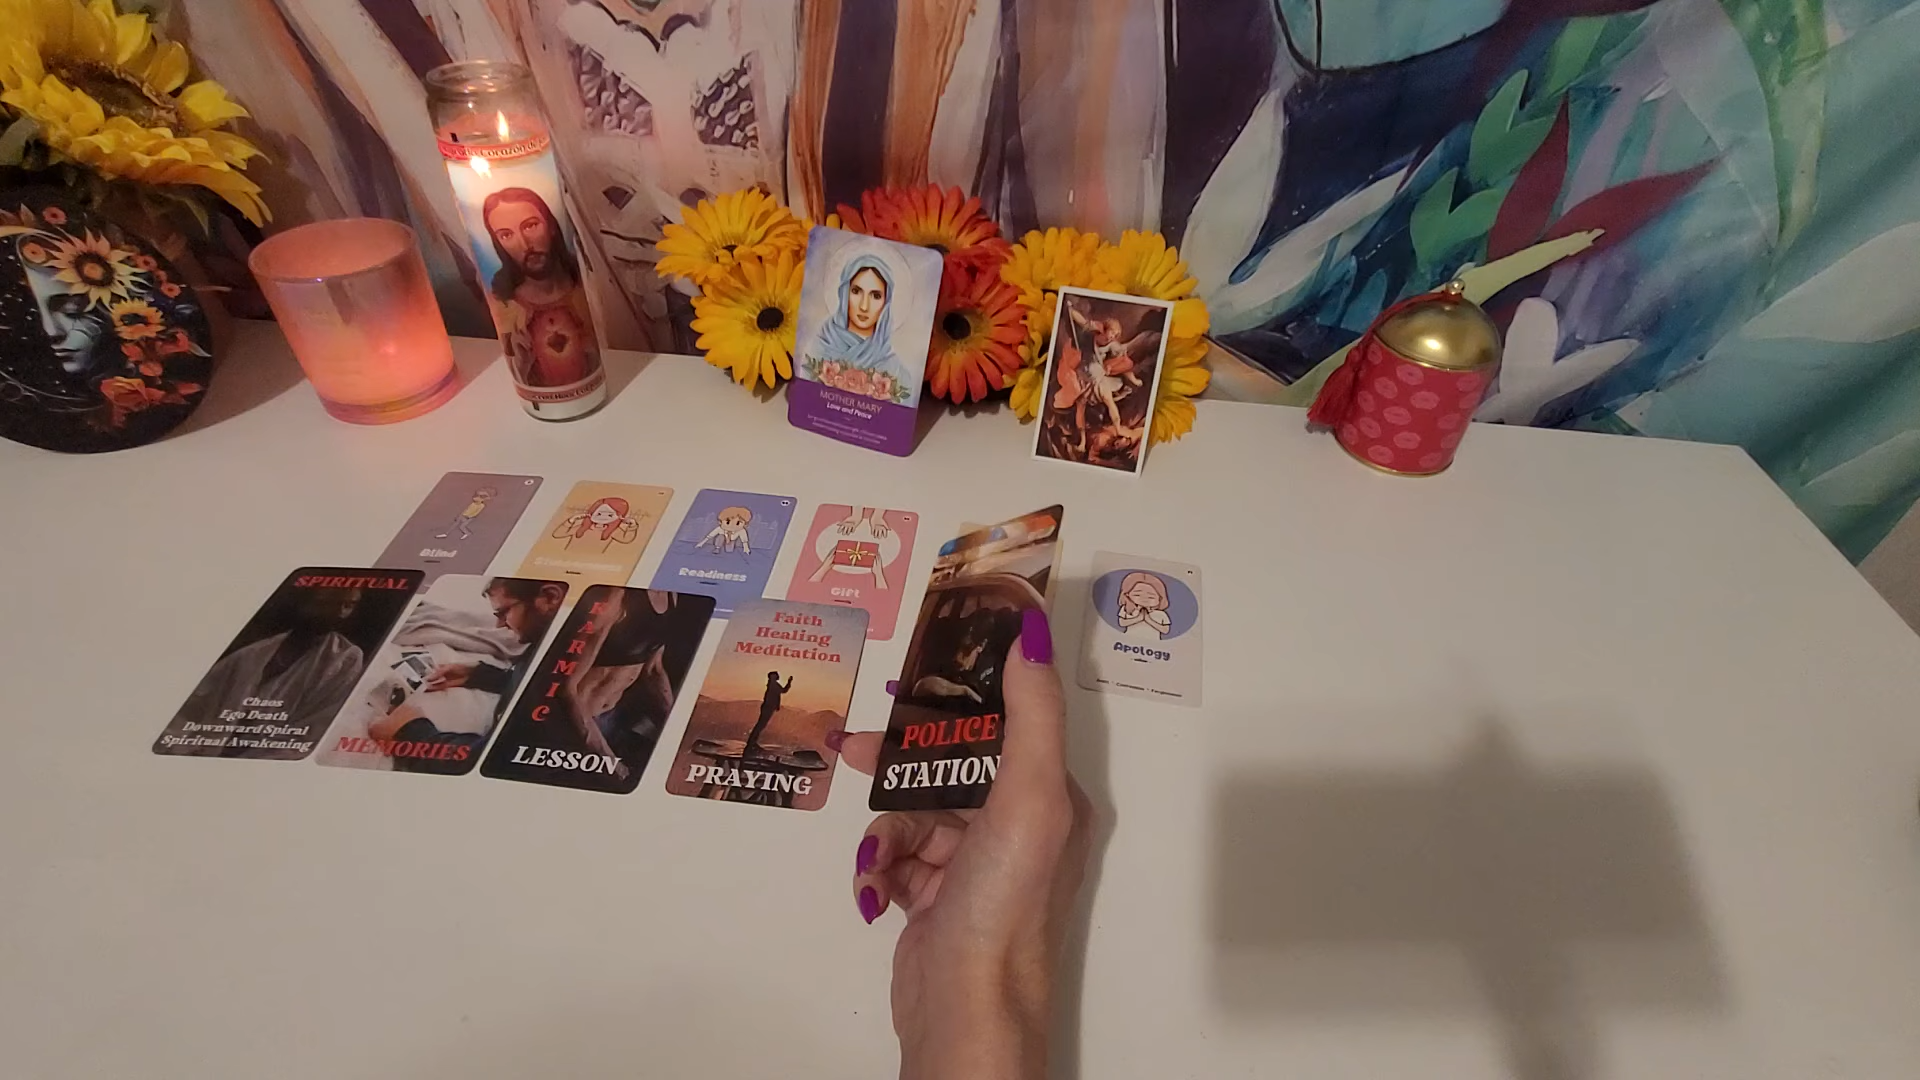 MOTHER MARY
Love and Peace
Blind
Readiness
Gift
Apology
SPIRITUAL
Chaos
Ego Death
Downward Spiral
Spiritual Awakening
MEMORIES
KARMIC
LESSON
Faith
Healing
Meditation
PRAYING
POLICE
STATION